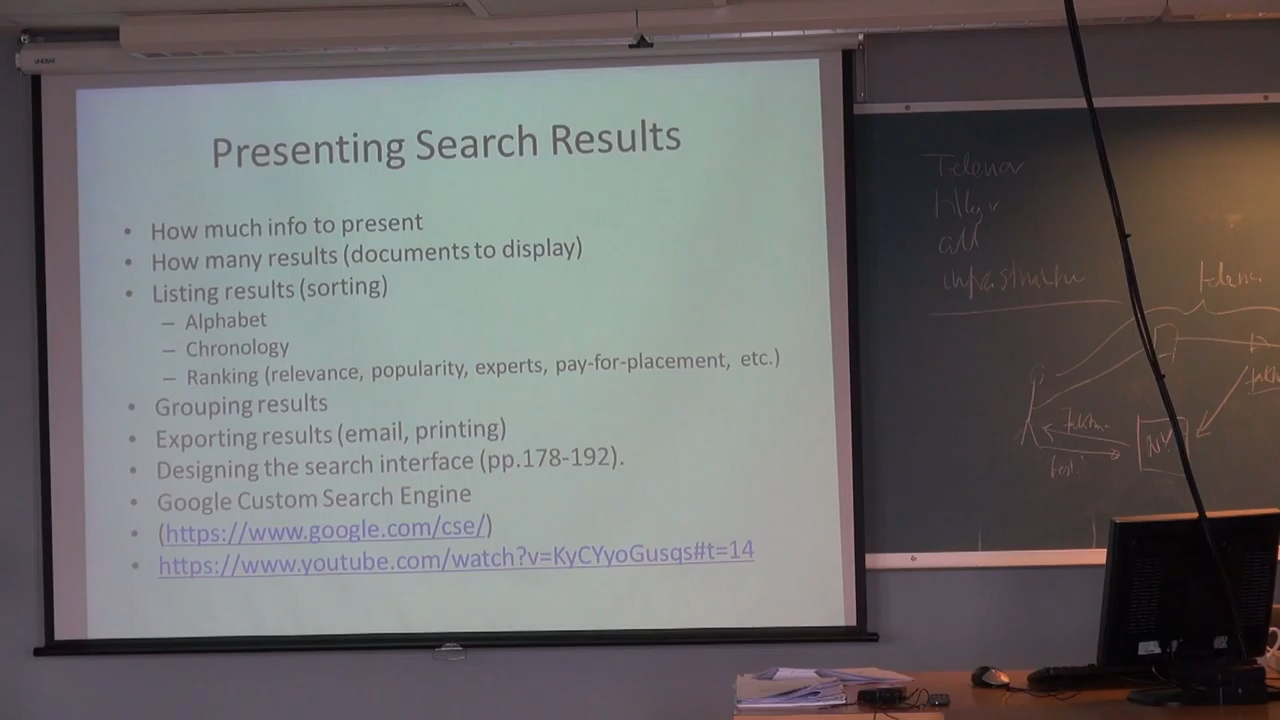 Presenting Search Results
• How much info to present
• How many results (documents to display)
• Listing results (sorting)
– Alphabet
– Chronology
– Ranking (relevance, popularity, experts, pay-for-placement, etc.)
• Grouping results
• Exporting results (email, printing)
• Designing the search interface (pp.178-192).
• Google Custom Search Engine
• (https://www.google.com/cse/)
• https://www.youtube.com/watch?v=KyCYyoGusqs#t=14
Telenor
all
infrastructure